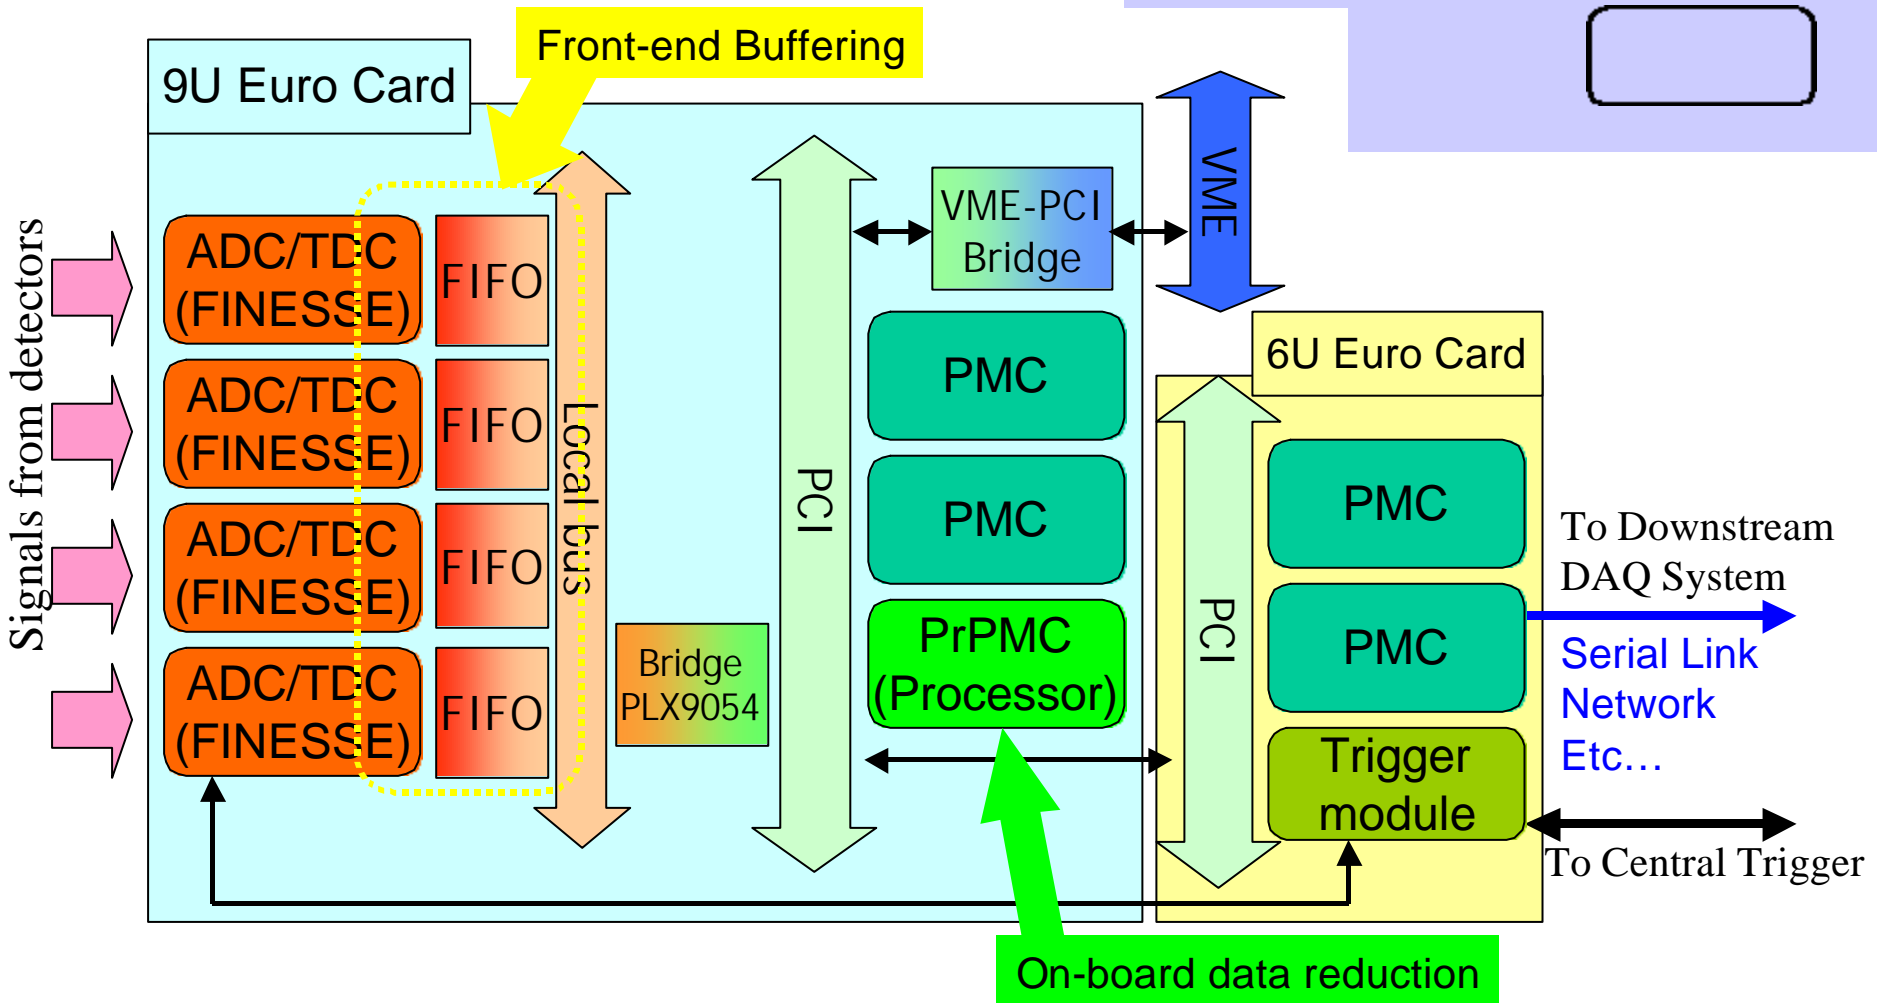 Front-end Buffering
9U Euro Card
Signals from detectors
ADC/TDC
(FINESSE)
FIFO
ADC/TDC
(FINESSE)
FIFO
ADC/TDC
(FINESSE)
FIFO
ADC/TDC
(FINESSE)
FIFO
Local bus
Bridge
PLX9054
PCI
VME-PCI
Bridge
VME
PMC
PMC
PrPMC
(Processor)
On-board data reduction
6U Euro Card
PCI
PMC
PMC
Trigger
module
To Downstream
DAQ System
Serial Link
Network
Etc…
To Central Trigger